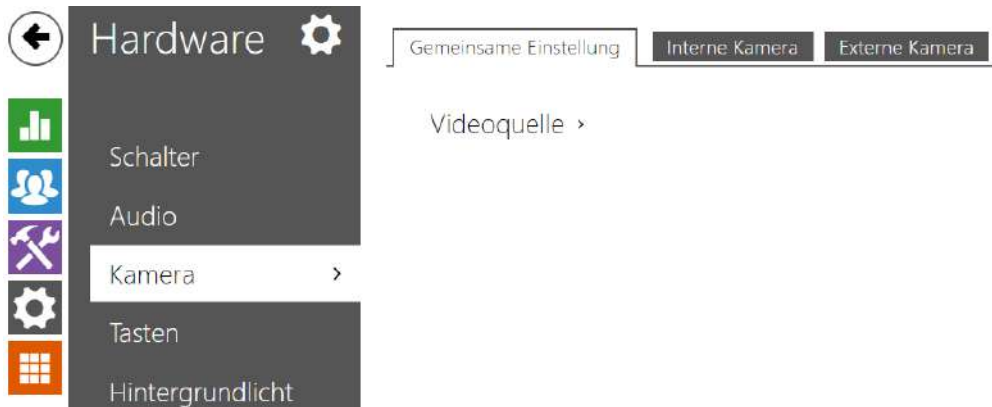 Hardware
Gemeinsame Einstellung
Interne Kamera
Externe Kamera
Videoquelle ›
Schalter
Audio
Kamera ›
Tasten
Hintergrundlicht